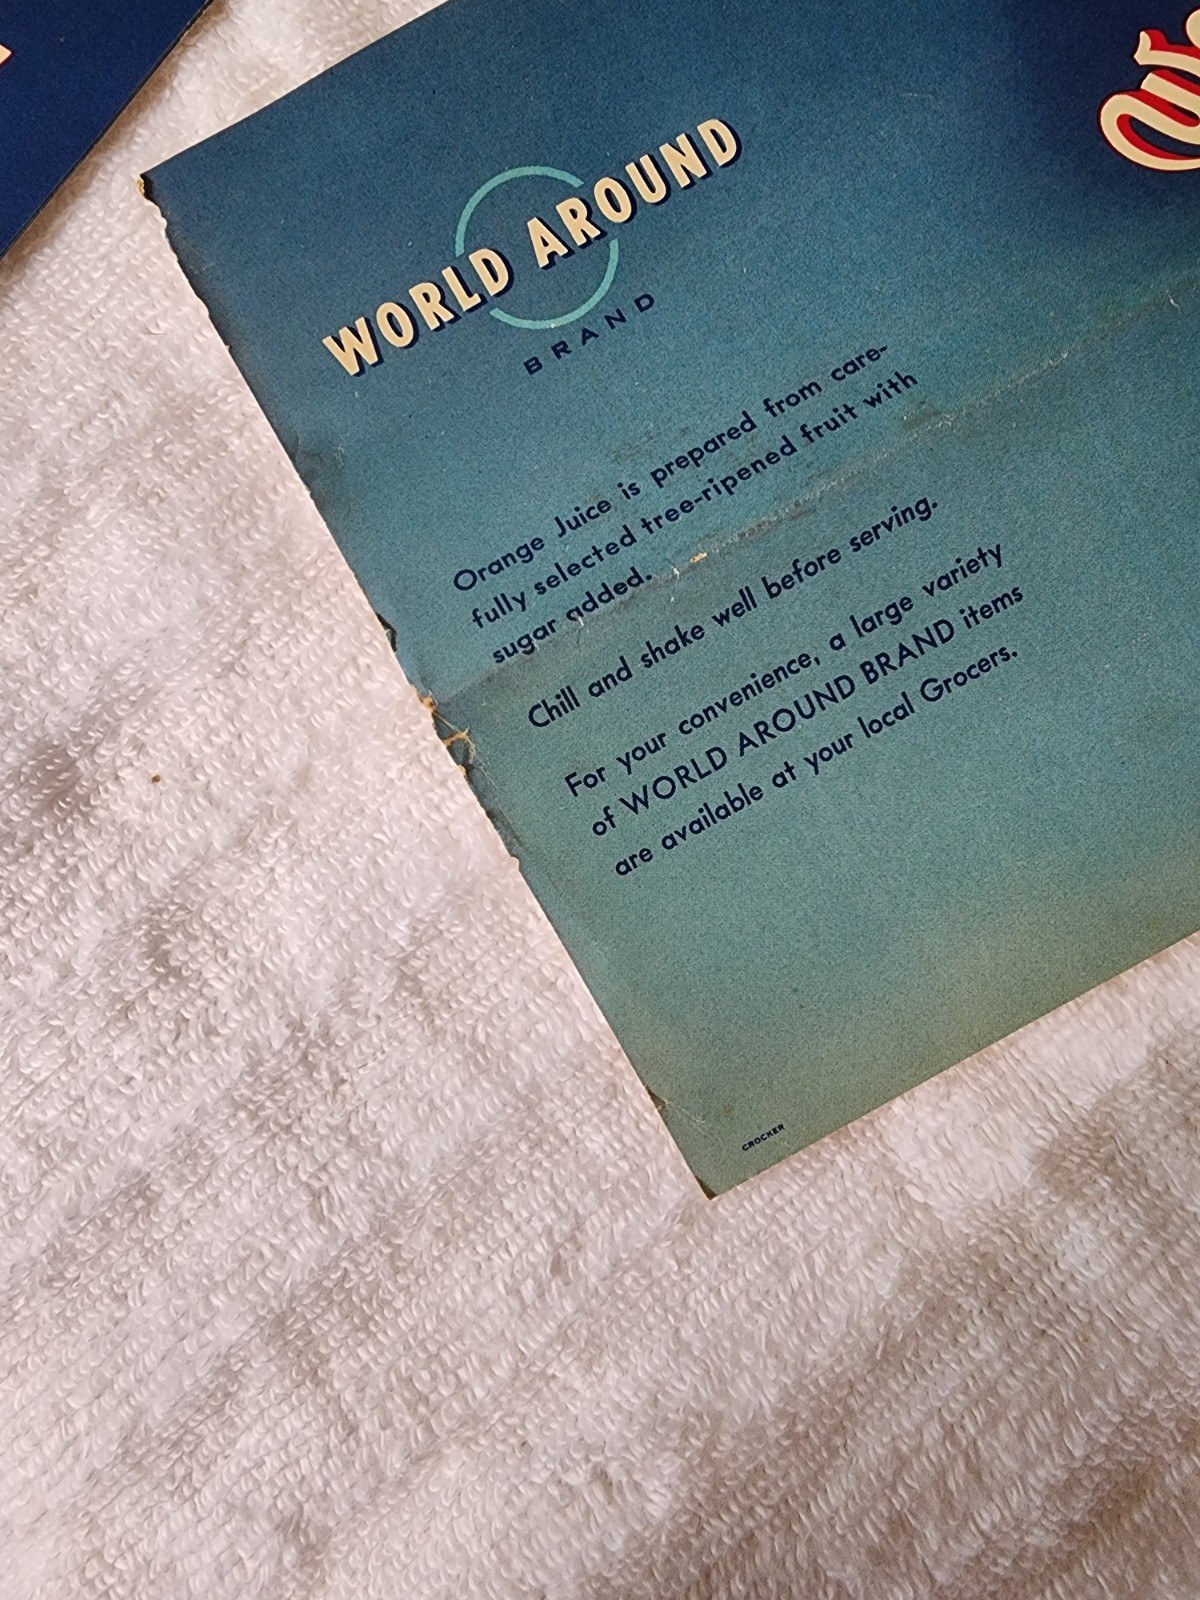 WORLD AROUND
BRAND
Orange Juice is prepared from care-
fully selected tree-ripened fruit with
sugar added.
Chill and shake well before serving.
For your convenience, a large variety
of WORLD AROUND BRAND items
are available at your local Grocers.
CROCKER